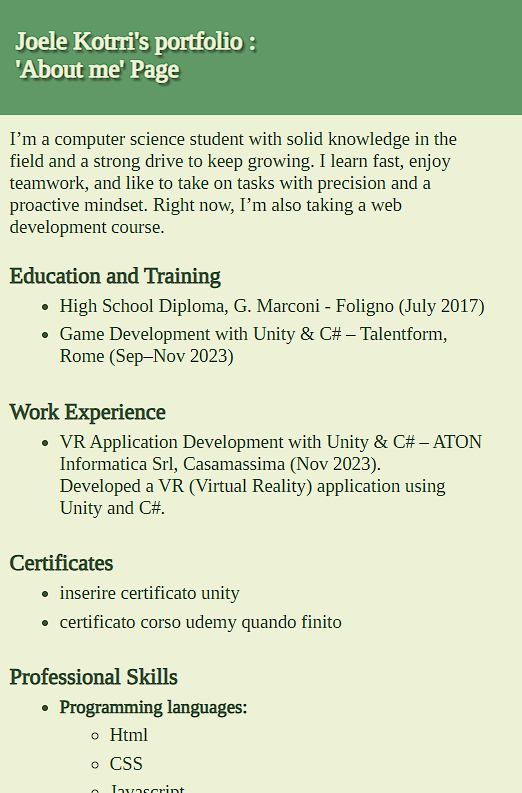 Joele Kotrri's portfolio :
'About me' Page
I’m a computer science student with solid knowledge in the
field and a strong drive to keep growing. I learn fast, enjoy
teamwork, and like to take on tasks with precision and a
proactive mindset. Right now, I’m also taking a web
development course.
Education and Training
• High School Diploma, G. Marconi - Foligno (July 2017)
• Game Development with Unity & C# – Talentform,
Rome (Sep–Nov 2023)
Work Experience
• VR Application Development with Unity & C# – ATON
Informatica Srl, Casamassima (Nov 2023).
Developed a VR (Virtual Reality) application using
Unity and C#.
Certificates
• inserire certificato unity
• certificato corso udemy quando finito
Professional Skills
• Programming languages:
◦ Html
◦ CSS
◦ Javascript